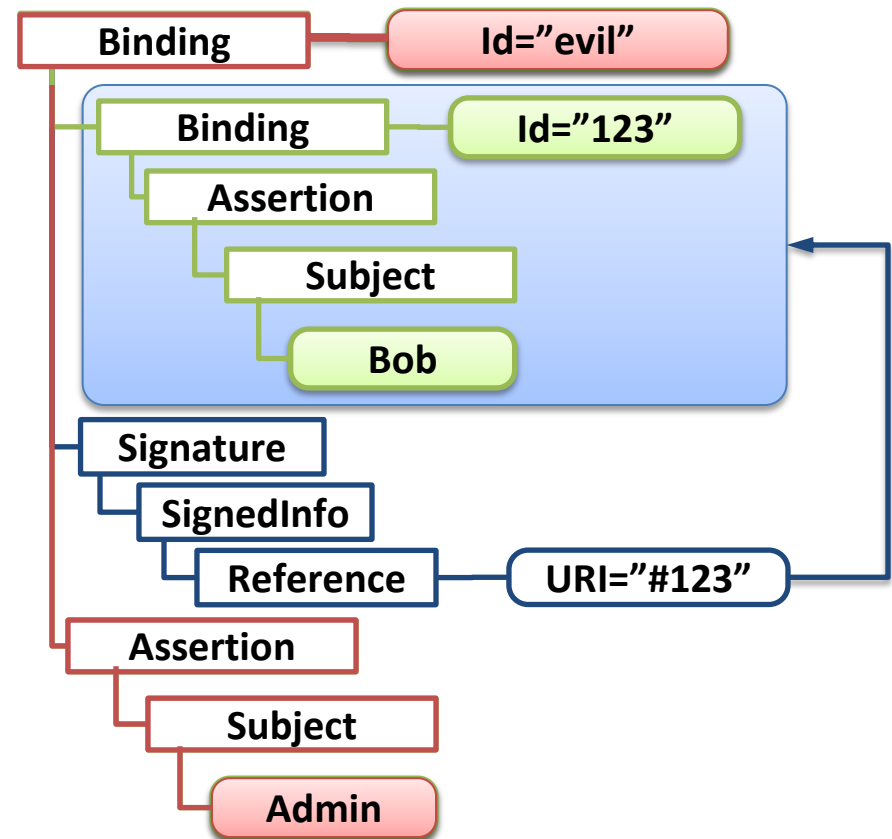 Binding
Id=”evil”
Binding
Id=”123”
Assertion
Subject
Bob
Signature
SignedInfo
Reference
URI=”#123”
Assertion
Subject
Admin